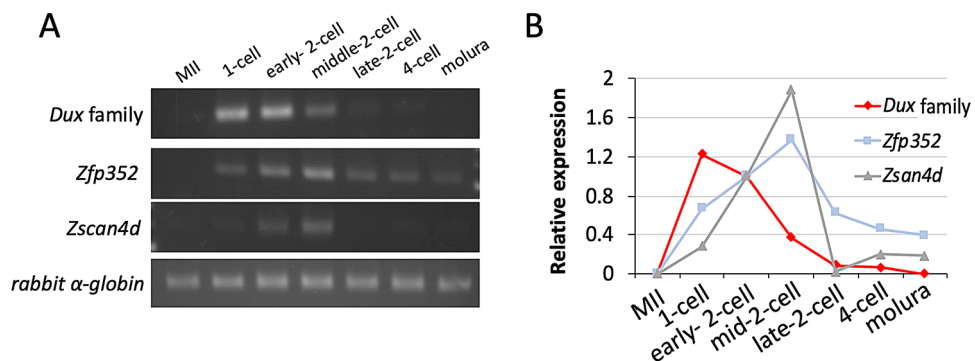 A
MII
1-cell
early- 2-cell
middle-2-cell
late-2-cell
4-cell
molura
Dux family
Zfp352
Zscan4d
rabbit α-globin
B
Relative expression
2
1.6
1.2
0.8
0.4
0
Dux family
Zfp352
Zsan4d
MII
1-cell
early- 2-cell
mid-2-cell
late-2-cell
4-cell
molura